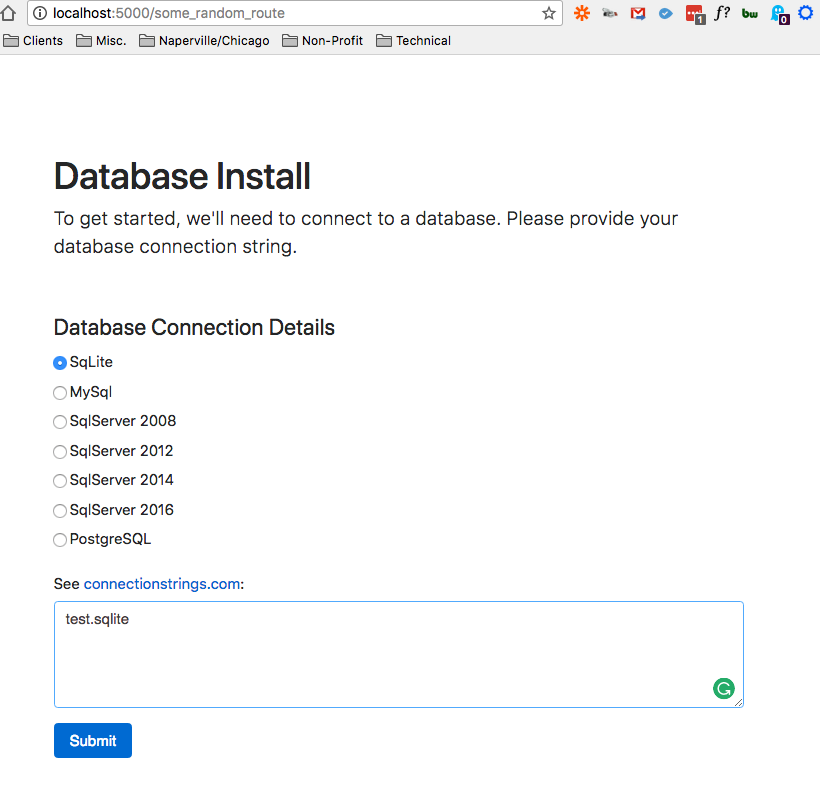 localhost:5000/some_random_route
1
f?
bw
0
Clients Misc. Naperville/Chicago Non-Profit Technical
Database Install
To get started, we'll need to connect to a database. Please provide your
database connection string.
Database Connection Details
SqLite
MySql
SqlServer 2008
SqlServer 2012
SqlServer 2014
SqlServer 2016
PostgreSQL
See connectionstrings.com:
test.sqlite
Submit